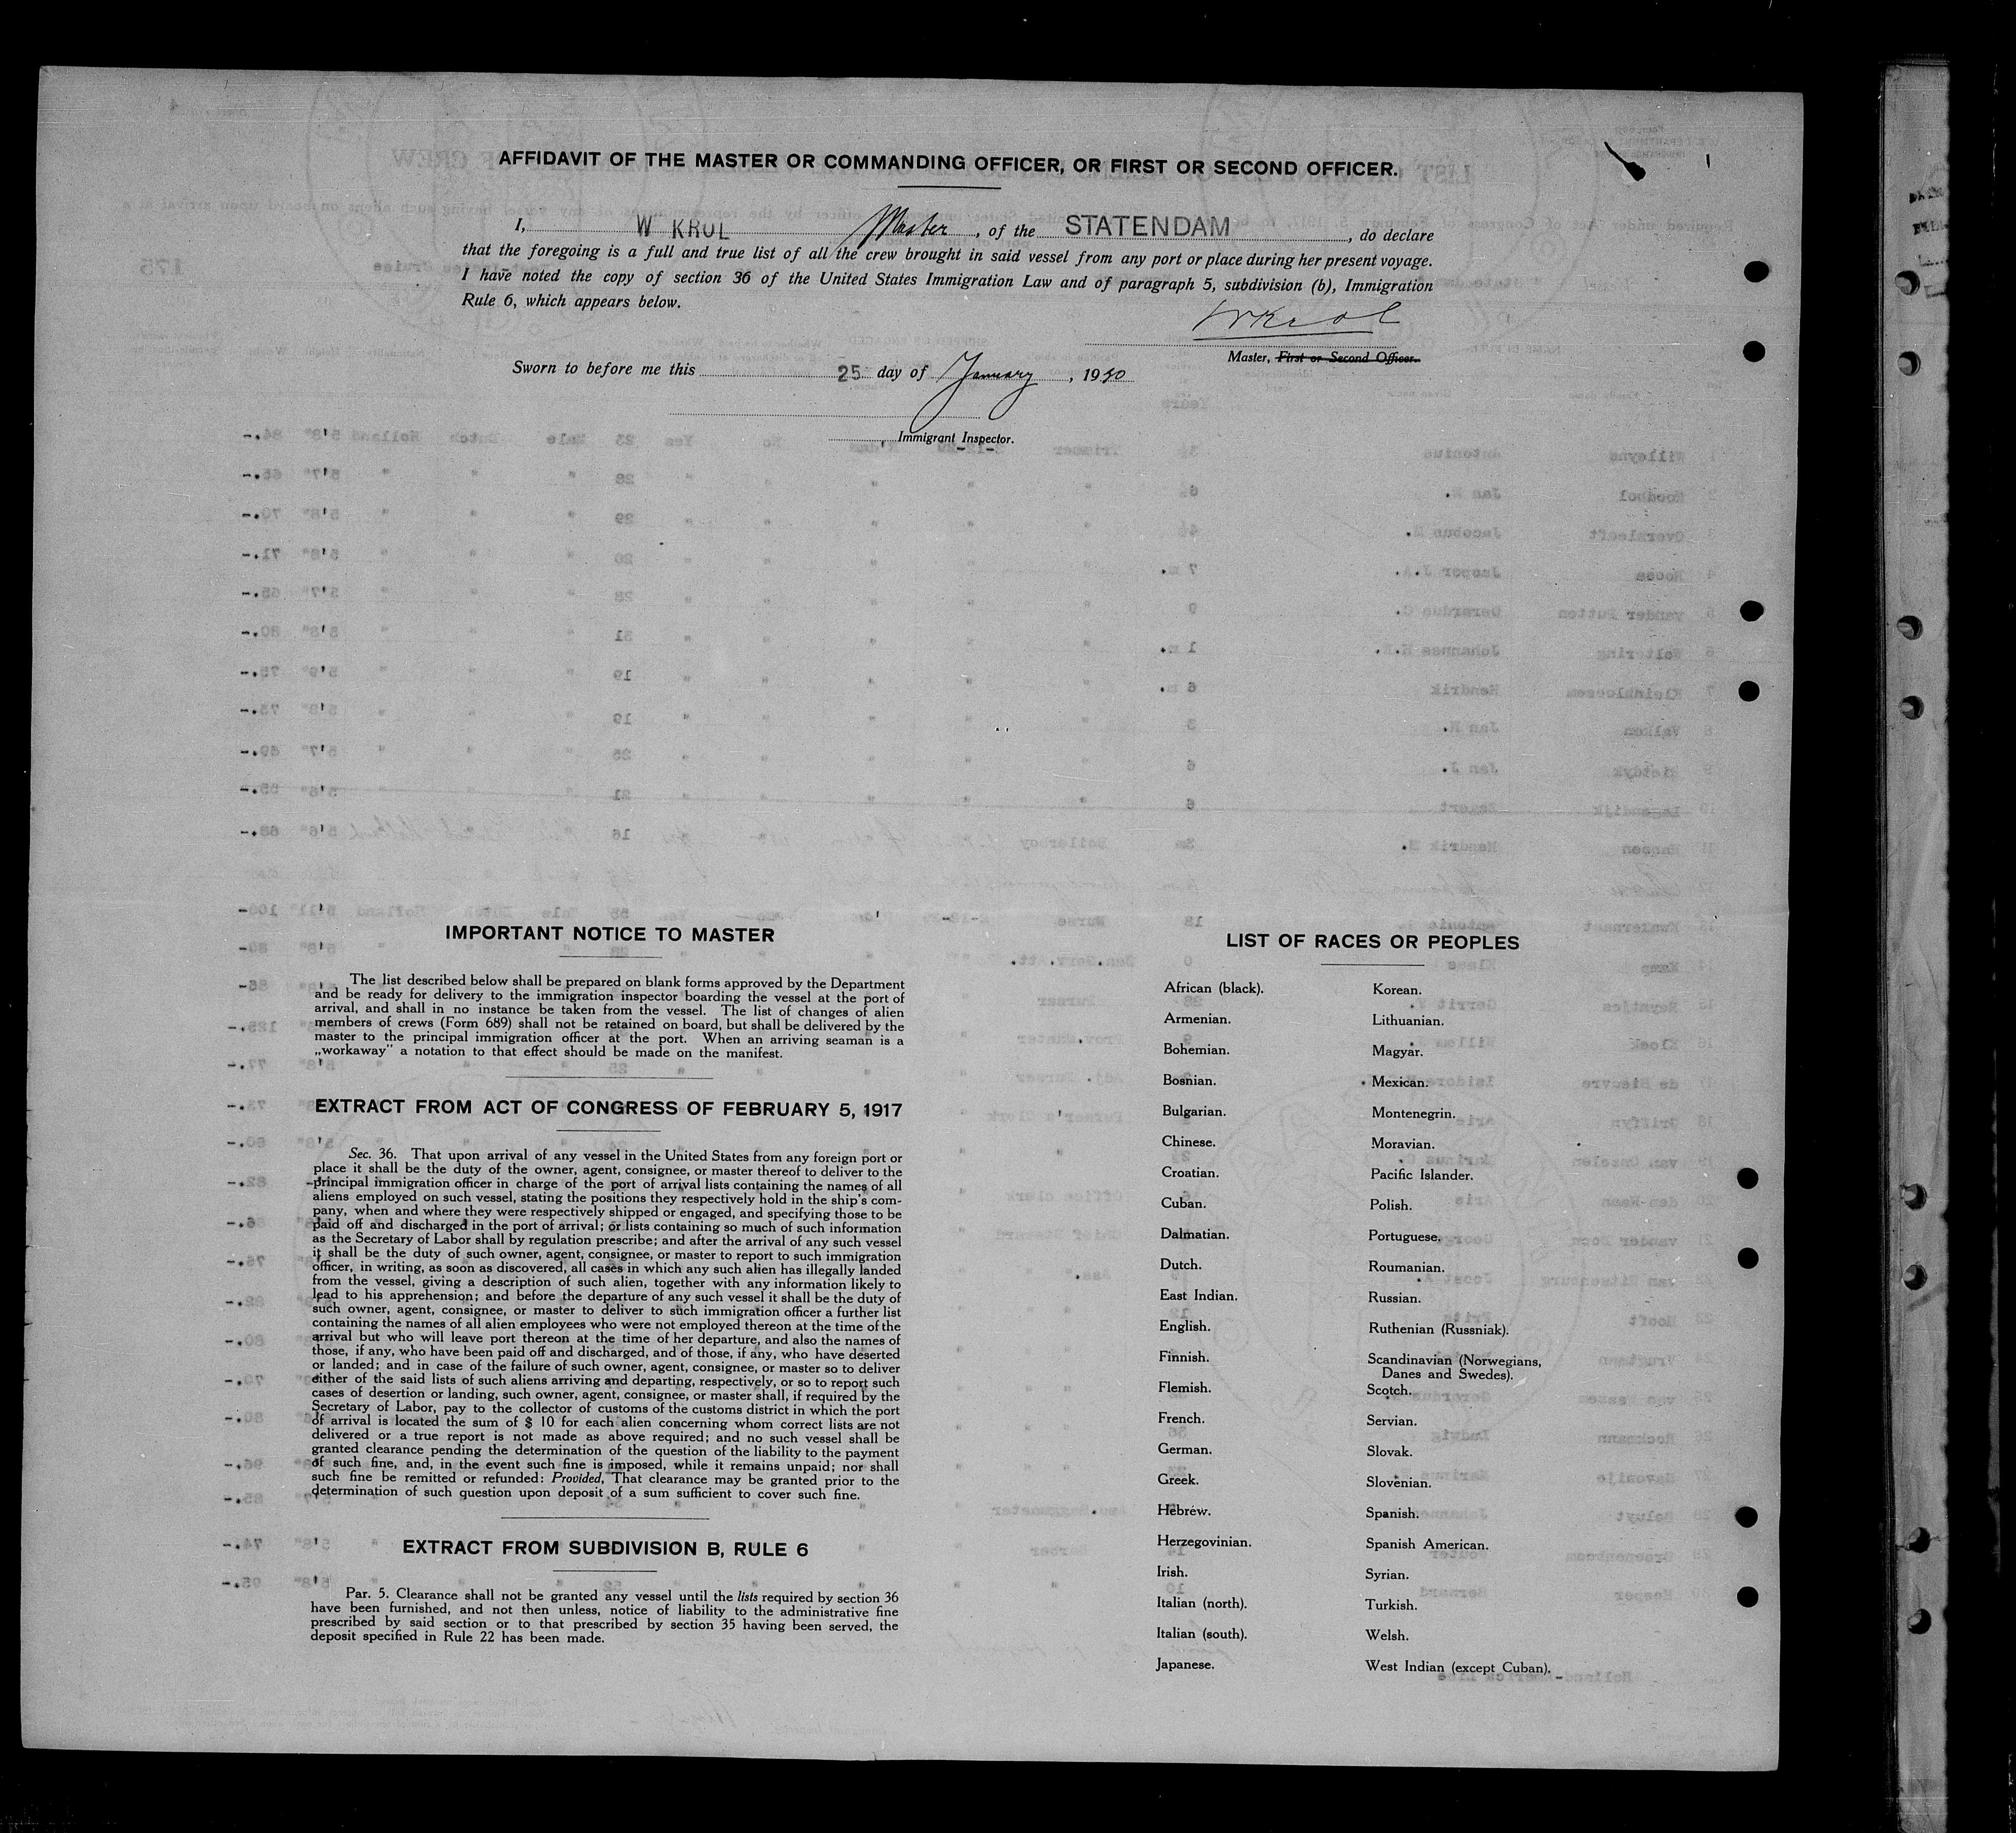 AFFIDAVIT OF THE MASTER OR COMMANDING OFFICER, OR FIRST OR SECOND OFFICER.
I, W KROL Master, of the STATENDAM, do declare
that the foregoing is a full and true list of all the crew brought in said vessel from any port or place during her present voyage.
I have noted the copy of section 36 of the United States Immigration Law and of paragraph 5, subdivision (b), Immigration
Rule 6, which appears below.
WKrol
Master, First or Second Officer.
Sworn to before me this 25 day of January, 1930
Immigrant Inspector.
IMPORTANT NOTICE TO MASTER
The list described below shall be prepared on blank forms approved by the Department
and be ready for delivery to the immigration inspector boarding the vessel at the port of
arrival, and shall in no instance be taken from the vessel. The list of changes of alien
members of crews (Form 689) shall not be retained on board, but shall be delivered by the
master to the principal immigration officer at the port. When an arriving seaman is a
„workaway” a notation to that effect should be made on the manifest.
EXTRACT FROM ACT OF CONGRESS OF FEBRUARY 5, 1917
Sec. 36. That upon arrival of any vessel in the United States from any foreign port or
place it shall be the duty of the owner, agent, consignee, or master thereof to deliver to the
principal immigration officer in charge of the port of arrival lists containing the names of all
aliens employed on such vessel, stating the positions they respectively hold in the ship's com-
pany, when and where they were respectively shipped or engaged, and specifying those to be
paid off and discharged in the port of arrival; or lists containing so much of such information
as the Secretary of Labor shall by regulation prescribe; and after the arrival of any such vessel
it shall be the duty of such owner, agent, consignee, or master to report to such immigration
officer, in writing, as soon as discovered, all cases in which any such alien has illegally landed
from the vessel, giving a description of such alien, together with any information likely to
lead to his apprehension; and before the departure of any such vessel it shall be the duty of
such owner, agent, consignee, or master to deliver to such immigration officer a further list
containing the names of all alien employees who were not employed thereon at the time of the
arrival but who will leave port thereon at the time of her departure, and also the names of
those, if any, who have been paid off and discharged, and of those, if any, who have deserted
or landed; and in case of the failure of such owner, agent, consignee, or master so to deliver
either of the said lists of such aliens arriving and departing, respectively, or so to report such
cases of desertion or landing, such owner, agent, consignee, or master shall, if required by the
Secretary of Labor, pay to the collector of customs of the customs district in which the port
of arrival is located the sum of $ 10 for each alien concerning whom correct lists are not
delivered or a true report is not made as above required; and no such vessel shall be
granted clearance pending the determination of the question of the liability to the payment
of such fine, and, in the event such fine is imposed, while it remains unpaid; nor shall
such fine be remitted or refunded: Provided, That clearance may be granted prior to the
determination of such question upon deposit of a sum sufficient to cover such fine.
EXTRACT FROM SUBDIVISION B, RULE 6
Par. 5. Clearance shall not be granted any vessel until the lists required by section 36
have been furnished, and not then unless, notice of liability to the administrative fine
prescribed by said section or to that prescribed by section 35 having been served, the
deposit specified in Rule 22 has been made.
LIST OF RACES OR PEOPLES
African (black).
Armenian.
Bohemian.
Bosnian.
Bulgarian.
Chinese.
Croatian.
Cuban.
Dalmatian.
Dutch.
East Indian.
English.
Finnish.
Flemish.
French.
German.
Greek.
Hebrew.
Herzegovinian.
Irish.
Italian (north).
Italian (south).
Japanese.
Korean.
Lithuanian.
Magyar.
Mexican.
Montenegrin.
Moravian.
Pacific Islander.
Polish.
Portuguese.
Roumanian.
Russian.
Ruthenian (Russniak).
Scandinavian (Norwegians,
Danes and Swedes).
Scotch.
Servian.
Slovak.
Slovenian.
Spanish.
Spanish American.
Syrian.
Turkish.
Welsh.
West Indian (except Cuban).